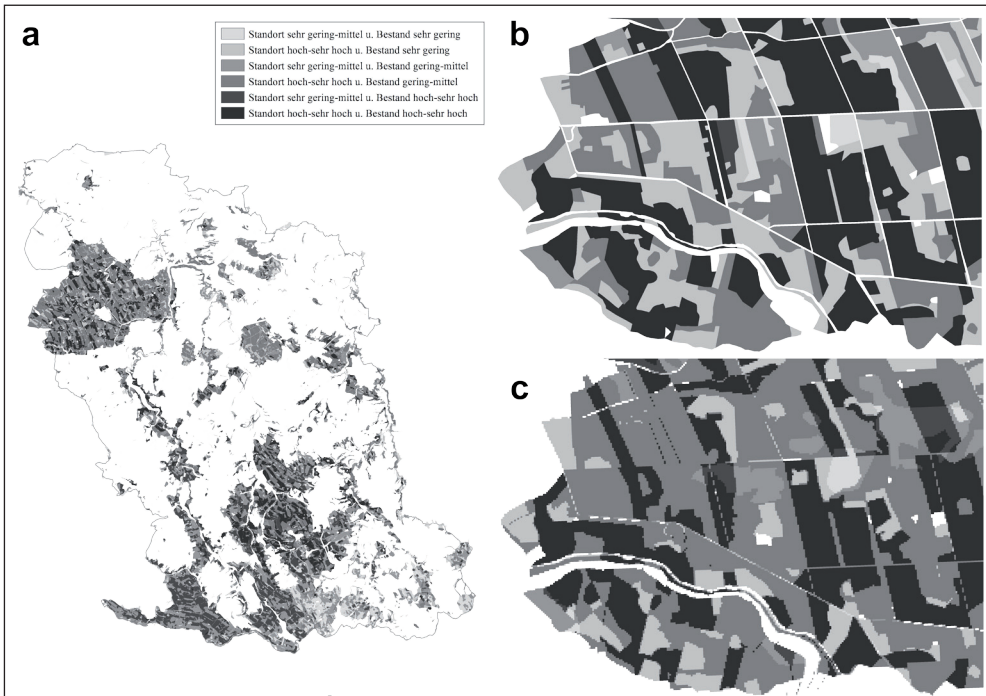 a
Standort sehr gering-mittel u. Bestand sehr gering
Standort hoch-sehr hoch u. Bestand sehr gering
Standort sehr gering-mittel u. Bestand gering-mittel
Standort hoch-sehr hoch u. Bestand gering-mittel
Standort sehr gering-mittel u. Bestand hoch-sehr hoch
Standort hoch-sehr hoch u. Bestand hoch-sehr hoch
b
c